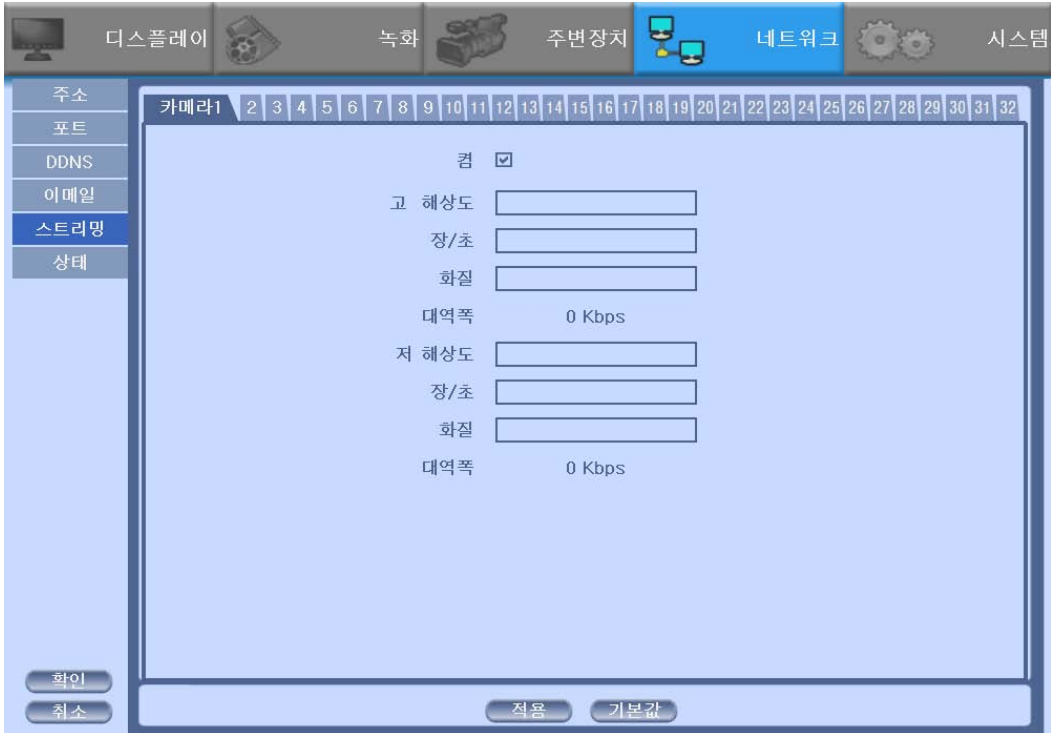 디스플레이 녹화 주변장치 네트워크 시스템
주소
포트
DDNS
이메일
스트리밍
상태
카메라1 2 3 4 5 6 7 8 9 10 11 12 13 14 15 16 17 18 19 20 21 22 23 24 25 26 27 28 29 30 31 32
켬
고 해상도
장/초
화질
대역폭 0 Kbps
저 해상도
장/초
화질
대역폭 0 Kbps
확인
취소
적용 기본값